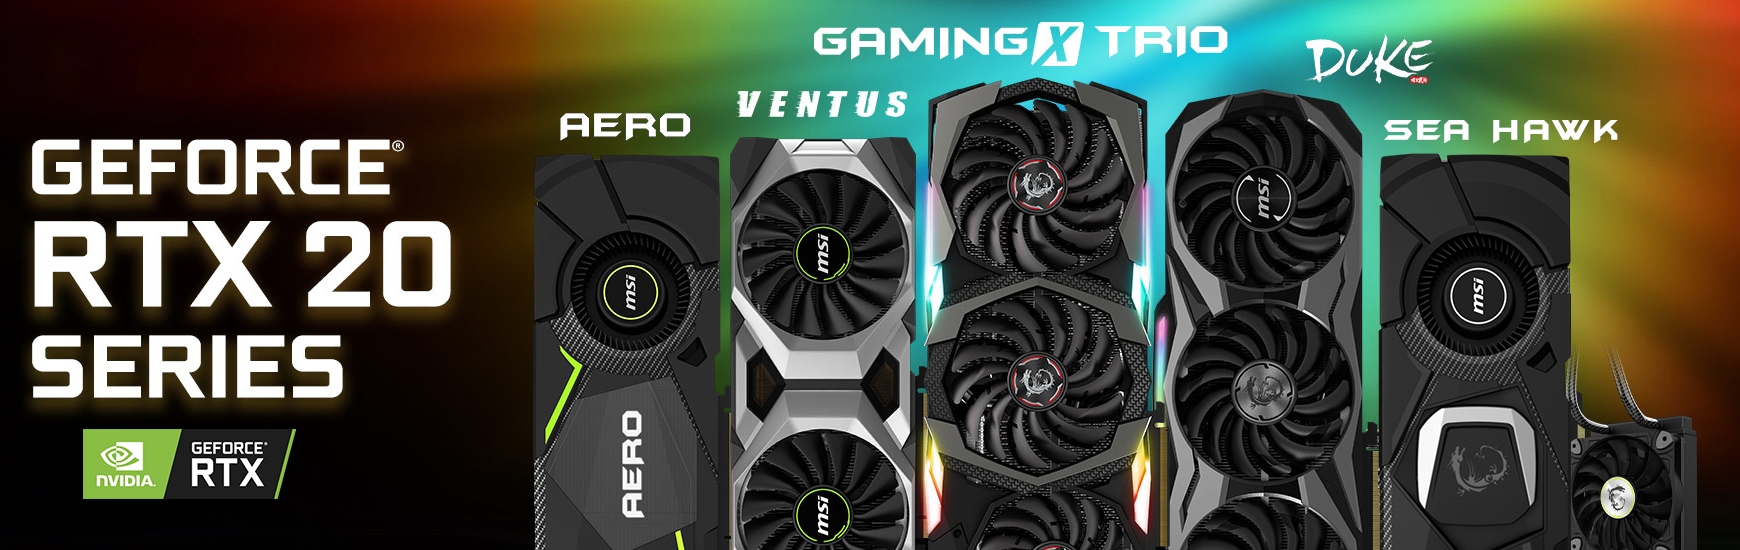 GEFORCE®
RTX 20
SERIES
NVIDIA.
GEFORCE®
RTX
AERO
VENTUS
GAMING X TRIO
DUKE
SEA HAWK
msi
AERO
msi
msi
msi
msi